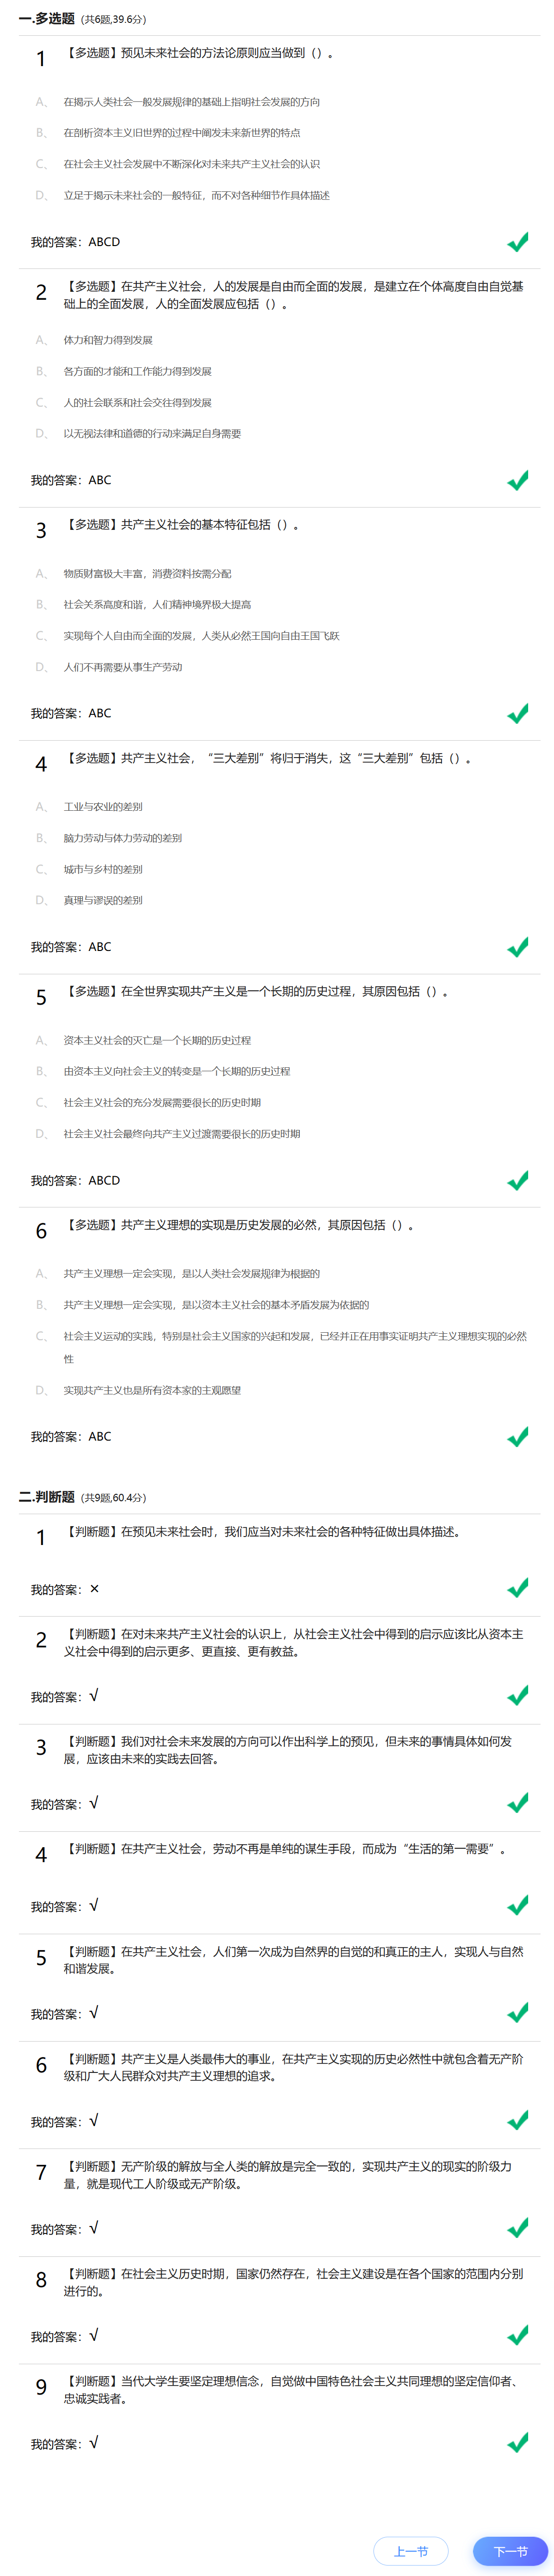 一.多选题（共6题,39.6分）
1 【多选题】预见未来社会的方法论原则应当做到（）。
A、 在揭示人类社会一般发展规律的基础上指明社会发展的方向
B、 在剖析资本主义旧世界的过程中阐发未来新世界的特点
C、 在社会主义社会发展中不断深化对未来共产主义社会的认识
D、 立足于揭示未来社会的一般特征，而不对各种细节作具体描述
我的答案：ABCD
2 【多选题】在共产主义社会，人的发展是自由而全面的发展，是建立在个体高度自由自觉基
础上的全面发展，人的全面发展应包括（）。
A、 体力和智力得到发展
B、 各方面的才能和工作能力得到发展
C、 人的社会联系和社会交往得到发展
D、 以无视法律和道德的行动来满足自身需要
我的答案：ABC
3 【多选题】共产主义社会的基本特征包括（）。
A、 物质财富极大丰富，消费资料按需分配
B、 社会关系高度和谐，人们精神境界极大提高
C、 实现每个人自由而全面的发展，人类从必然王国向自由王国飞跃
D、 人们不再需要从事生产劳动
我的答案：ABC
4 【多选题】共产主义社会，“三大差别”将归于消失，这“三大差别”包括（）。
A、 工业与农业的差别
B、 脑力劳动与体力劳动的差别
C、 城市与乡村的差别
D、 真理与谬误的差别
我的答案：ABC
5 【多选题】在全世界实现共产主义是一个长期的历史过程，其原因包括（）。
A、 资本主义社会的灭亡是一个长期的历史过程
B、 由资本主义向社会主义的转变是一个长期的历史过程
C、 社会主义社会的充分发展需要很长的历史时期
D、 社会主义社会最终向共产主义过渡需要很长的历史时期
我的答案：ABCD
6 【多选题】共产主义理想的实现是历史发展的必然，其原因包括（）。
A、 共产主义理想一定会实现，是以人类社会发展规律为根据的
B、 共产主义理想一定会实现，是以资本主义社会的基本矛盾发展为依据的
C、 社会主义运动的实践，特别是社会主义国家的兴起和发展，已经并正在用事实证明共产主义理想实现的必然
性
D、 实现共产主义也是所有资本家的主观愿望
我的答案：ABC
二.判断题（共9题,60.4分）
1 【判断题】在预见未来社会时，我们应当对未来社会的各种特征做出具体描述。
我的答案：×
2 【判断题】在对未来共产主义社会的认识上，从社会主义社会中得到的启示应该比从资本主
义社会中得到的启示更多、更直接、更有教益。
我的答案：√
3 【判断题】我们对社会未来发展的方向可以作出科学上的预见，但未来的事情具体如何发
展，应该由未来的实践去回答。
我的答案：√
4 【判断题】在共产主义社会，劳动不再是单纯的谋生手段，而成为“生活的第一需要”。
我的答案：√
5 【判断题】在共产主义社会，人们第一次成为自然界的自觉的和真正的主人，实现人与自然
和谐发展。
我的答案：√
6 【判断题】共产主义是人类最伟大的事业，在共产主义实现的历史必然性中就包含着无产阶
级和广大人民群众对共产主义理想的追求。
我的答案：√
7 【判断题】无产阶级的解放与全人类的解放是完全一致的，实现共产主义的现实的阶级力
量，就是现代工人阶级或无产阶级。
我的答案：√
8 【判断题】在社会主义历史时期，国家仍然存在，社会主义建设是在各个国家的范围内分别
进行的。
我的答案：√
9 【判断题】当代大学生要坚定理想信念，自觉做中国特色社会主义共同理想的坚定信仰者、
忠诚实践者。
我的答案：√
上一节 下一节